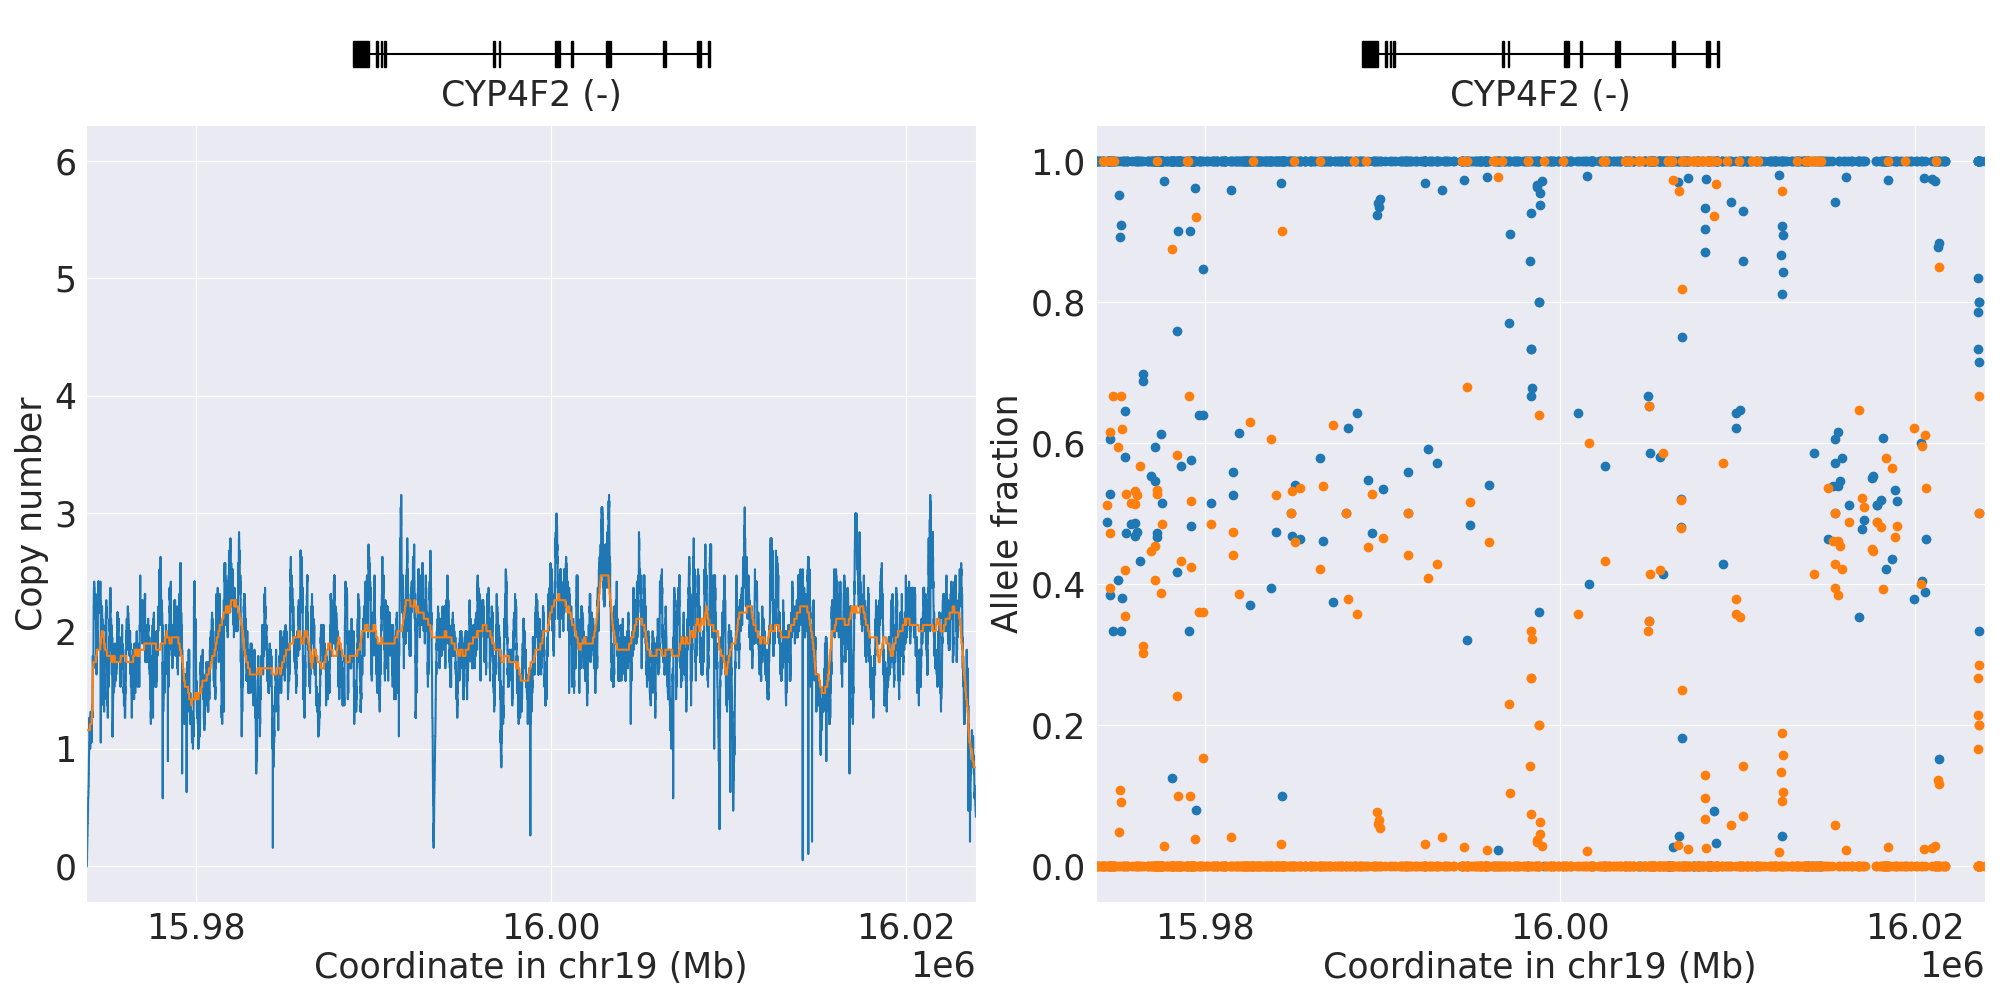 CYP4F2 (-)
6
5
4
3
2
1
0
Copy number
15.98
16.00
16.02
Coordinate in chr19 (Mb)
1e6
CYP4F2 (-)
1.0
0.8
0.6
0.4
0.2
0.0
Allele fraction
15.98
16.00
16.02
Coordinate in chr19 (Mb)
1e6